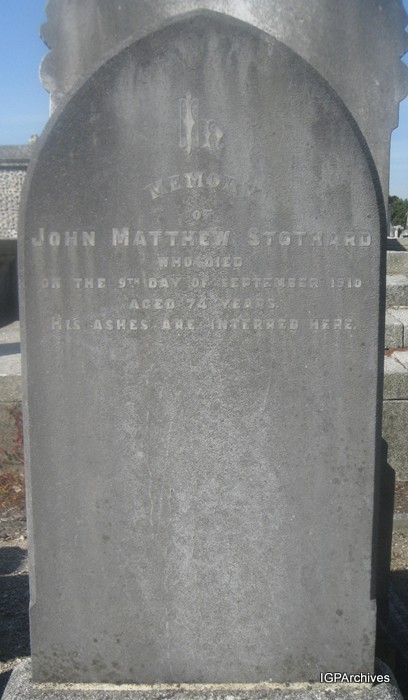 In
MEMORY
OF
JOHN MATTHEW STOTHARD
WHO DIED
ON THE 9TH DAY OF SEPTEMBER 1910
AGED 74 YEARS.
HIS ASHES ARE INTERRED HERE.
IGPArchives